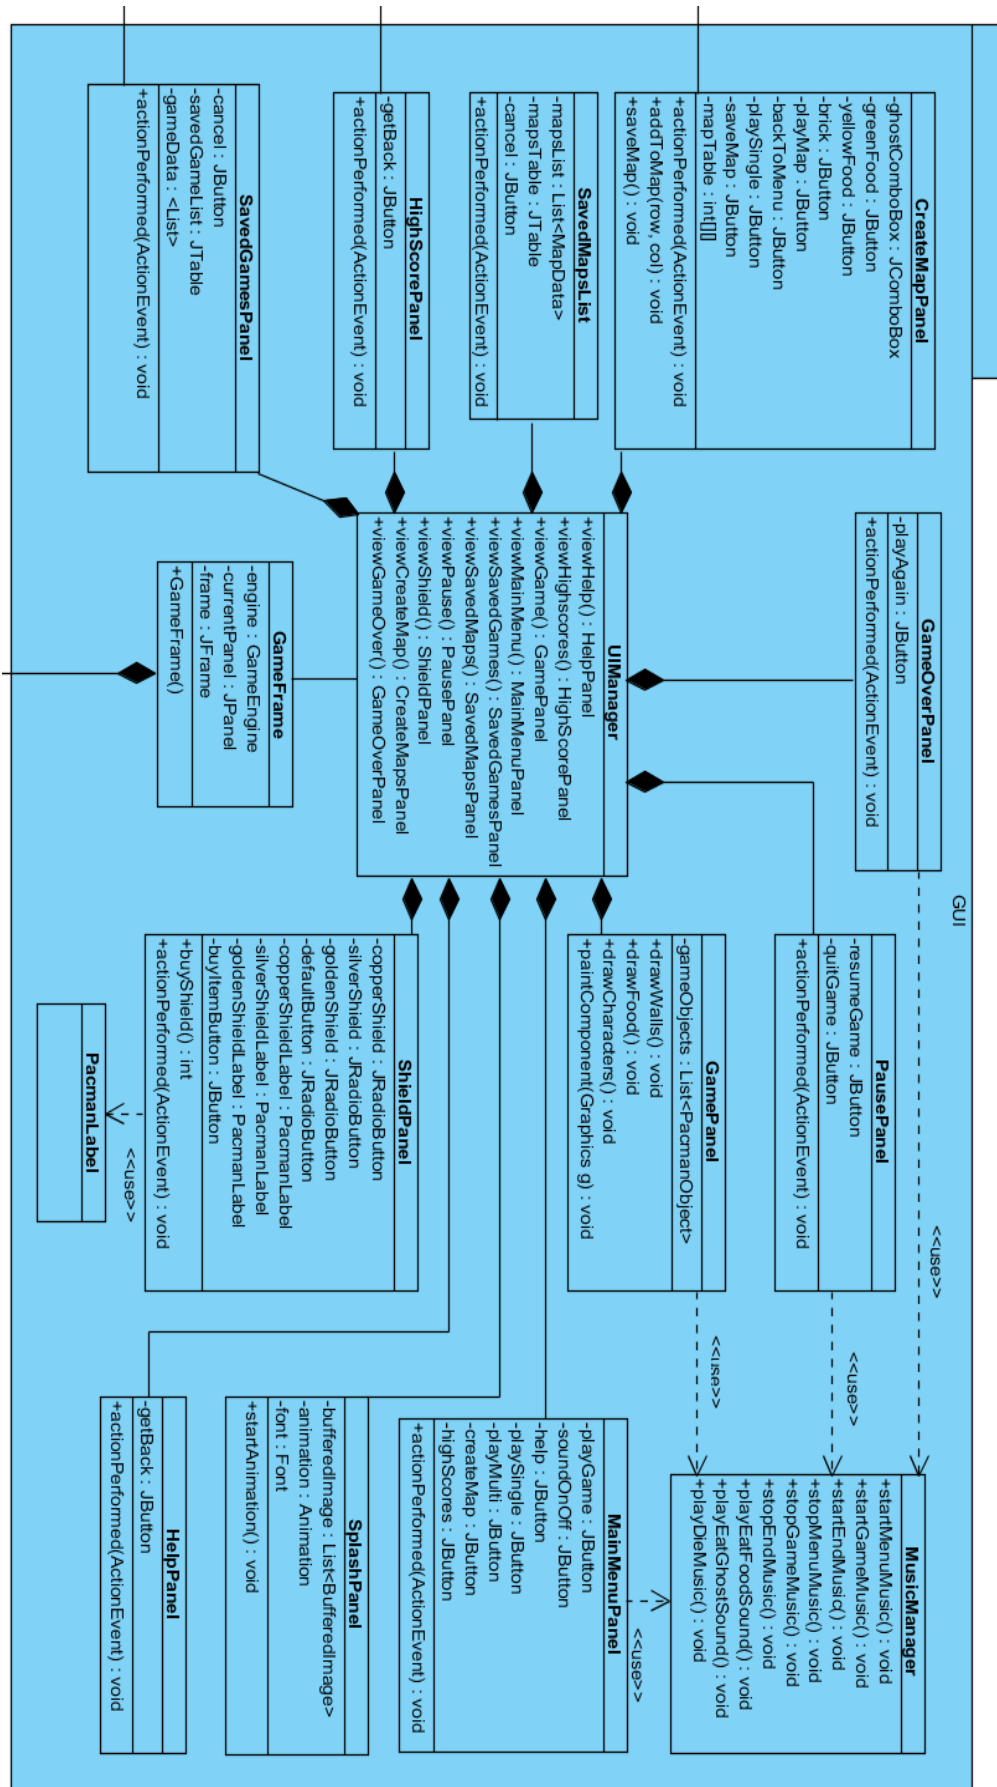 GUI
CreateMapPanel
-ghostComboBox : JComboBox
-greenFood : JButton
-yellowFood : JButton
-brick : JButton
-playMap : JButton
-backToMenu : JButton
-playSingle : JButton
-saveMap : JButton
-mapTable : int[][]
+actionPerformed(ActionEvent) : void
+addToMap(row, col) : void
+saveMap() : void
GameOverPanel
-playAgain : JButton
+actionPerformed(ActionEvent) : void
<<use>>
PausePanel
-resumeGame : JButton
-quitGame : JButton
+actionPerformed(ActionEvent) : void
<<use>>
MusicManager
+startMenuMusic() : void
+startGameMusic() : void
+startEndMusic() : void
+stopMenuMusic() : void
+stopGameMusic() : void
+stopEndMusic() : void
+playEatFoodSound() : void
+playEatGhostSound() : void
+playDieMusic() : void
SavedMapsList
-mapsList : List<MapData>
-mapsTable : JTable
-cancel : JButton
+actionPerformed(ActionEvent) : void
UIManager
+viewHelp() : HelpPanel
+viewHighscores() : HighScorePanel
+viewGame() : GamePanel
+viewMainMenu() : MainMenuPanel
+viewSavedGames() : SavedGamesPanel
+viewSavedMaps() : SavedMapsPanel
+viewPause() : PausePanel
+viewShield() : ShieldPanel
+viewCreateMap() : CreateMapsPanel
+viewGameOver() : GameOverPanel
GamePanel
-gameObjects : List<PacmanObject>
+drawWalls() : void
+drawFood() : void
+drawCharacters() : void
+paintComponent(Graphics g) : void
<<use>>
MainMenuPanel
-playGame : JButton
-soundOnOff : JButton
-help : JButton
-playSingle : JButton
-playMulti : JButton
-createMap : JButton
-highScores : JButton
+actionPerformed(ActionEvent) : void
<<use>>
HighScorePanel
-getBack : JButton
+actionPerformed(ActionEvent) : void
SavedGamesPanel
-cancel : JButton
-savedGameList : JTable
-gameData : <List>
+actionPerformed(ActionEvent) : void
GameFrame
-engine : GameEngine
-currentPanel : JPanel
-frame : JFrame
+GameFrame()
ShieldPanel
-copperShield : JRadioButton
-silverShield : JRadioButton
-goldenShield : JRadioButton
-defaultButton : JRadioButton
-copperShieldLabel : PacmanLabel
-silverShieldLabel : PacmanLabel
-goldenShieldLabel : PacmanLabel
-buyItemButton : JButton
+buyShield() : int
+actionPerformed(ActionEvent) : void
<<use>>
PacmanLabel
SplashPanel
-bufferedImage : List<BufferedImage>
-animation : Animation
-font : Font
+startAnimation() : void
HelpPanel
-getBack : JButton
+actionPerformed(ActionEvent) : void